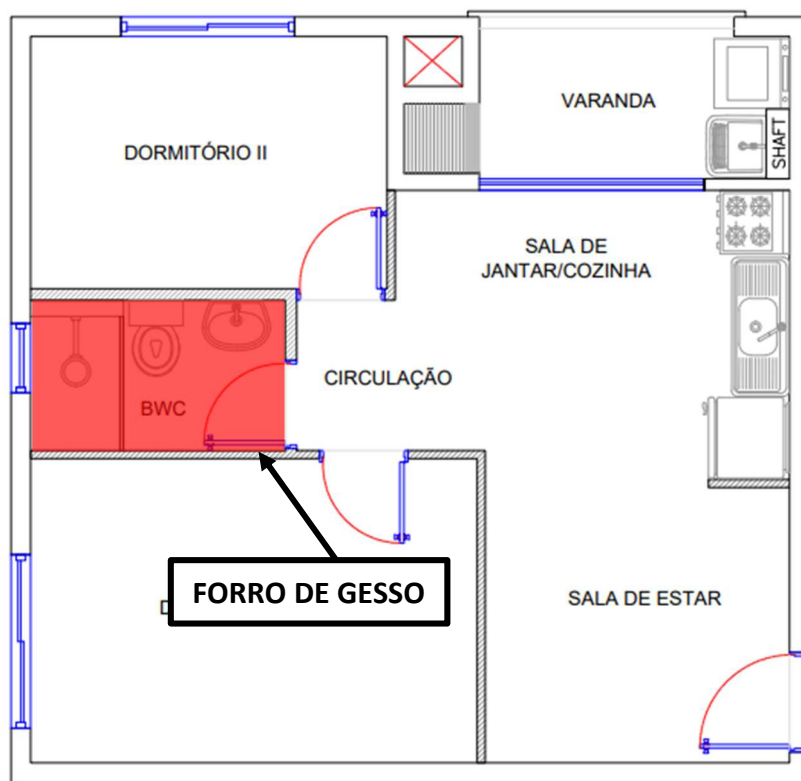 VARANDA
SHAFT
DORMITÓRIO II
SALA DE
JANTAR/COZINHA
CIRCULAÇÃO
BWC
FORRO DE GESSO
SALA DE ESTAR